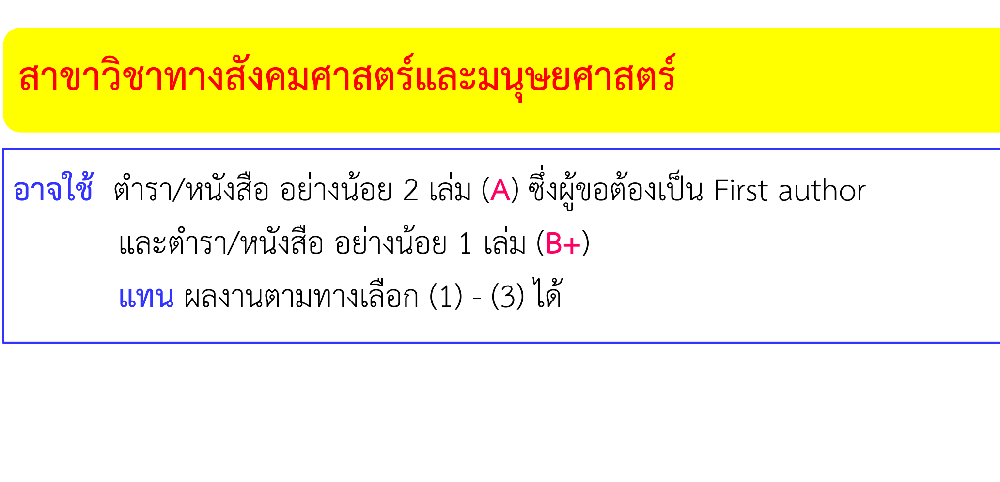 สาขาวิชาทางสังคมศาสตร์และมนุษยศาสตร์
อาจใช้ ตำรา/หนังสือ อย่างน้อย 2 เล่ม (A) ซึ่งผู้ขอต้องเป็น First author
และตำรา/หนังสือ อย่างน้อย 1 เล่ม (B+)
แทน ผลงานตามทางเลือก (1) - (3) ได้